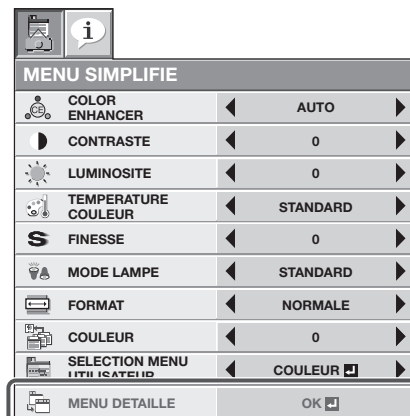 i
MENU SIMPLIFIE
COLOR
ENHANCER
AUTO
CONTRASTE
0
LUMINOSITE
0
TEMPERATURE
COULEUR
STANDARD
S FINESSE
0
MODE LAMPE
STANDARD
FORMAT
NORMALE
COULEUR
0
SELECTION MENU
UTILISATEUR
COULEUR
MENU DETAILLE
OK